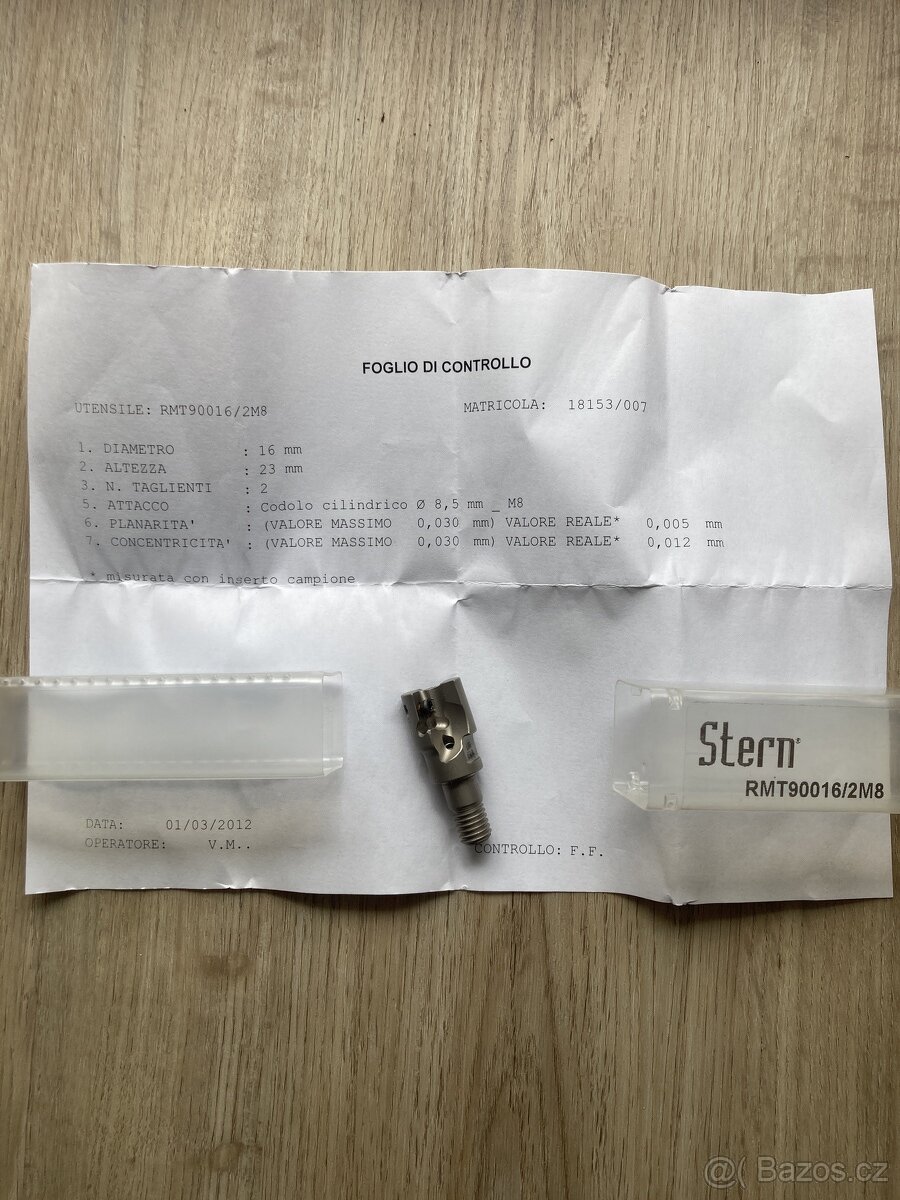 FOGLIO DI CONTROLLO
UTENSILE: RMT90016/2M8 MATRICOLA: 18153/007
1. DIAMETRO : 16 mm
2. ALTEZZA : 23 mm
3. N. TAGLIENTI : 2
5. ATTACCO : Codolo cilindrico Ø 8,5 mm _ M8
6. PLANARITA' : (VALORE MASSIMO 0,030 mm) VALORE REALE* 0,005 mm
7. CONCENTRICITA' : (VALORE MASSIMO 0,030 mm) VALORE REALE* 0,012 mm
* misurata con inserto campione
Stern®
RMT90016/2M8
DATA: 01/03/2012
OPERATORE: V.M.. CONTROLLO: F.F.
@ Bazos.cz